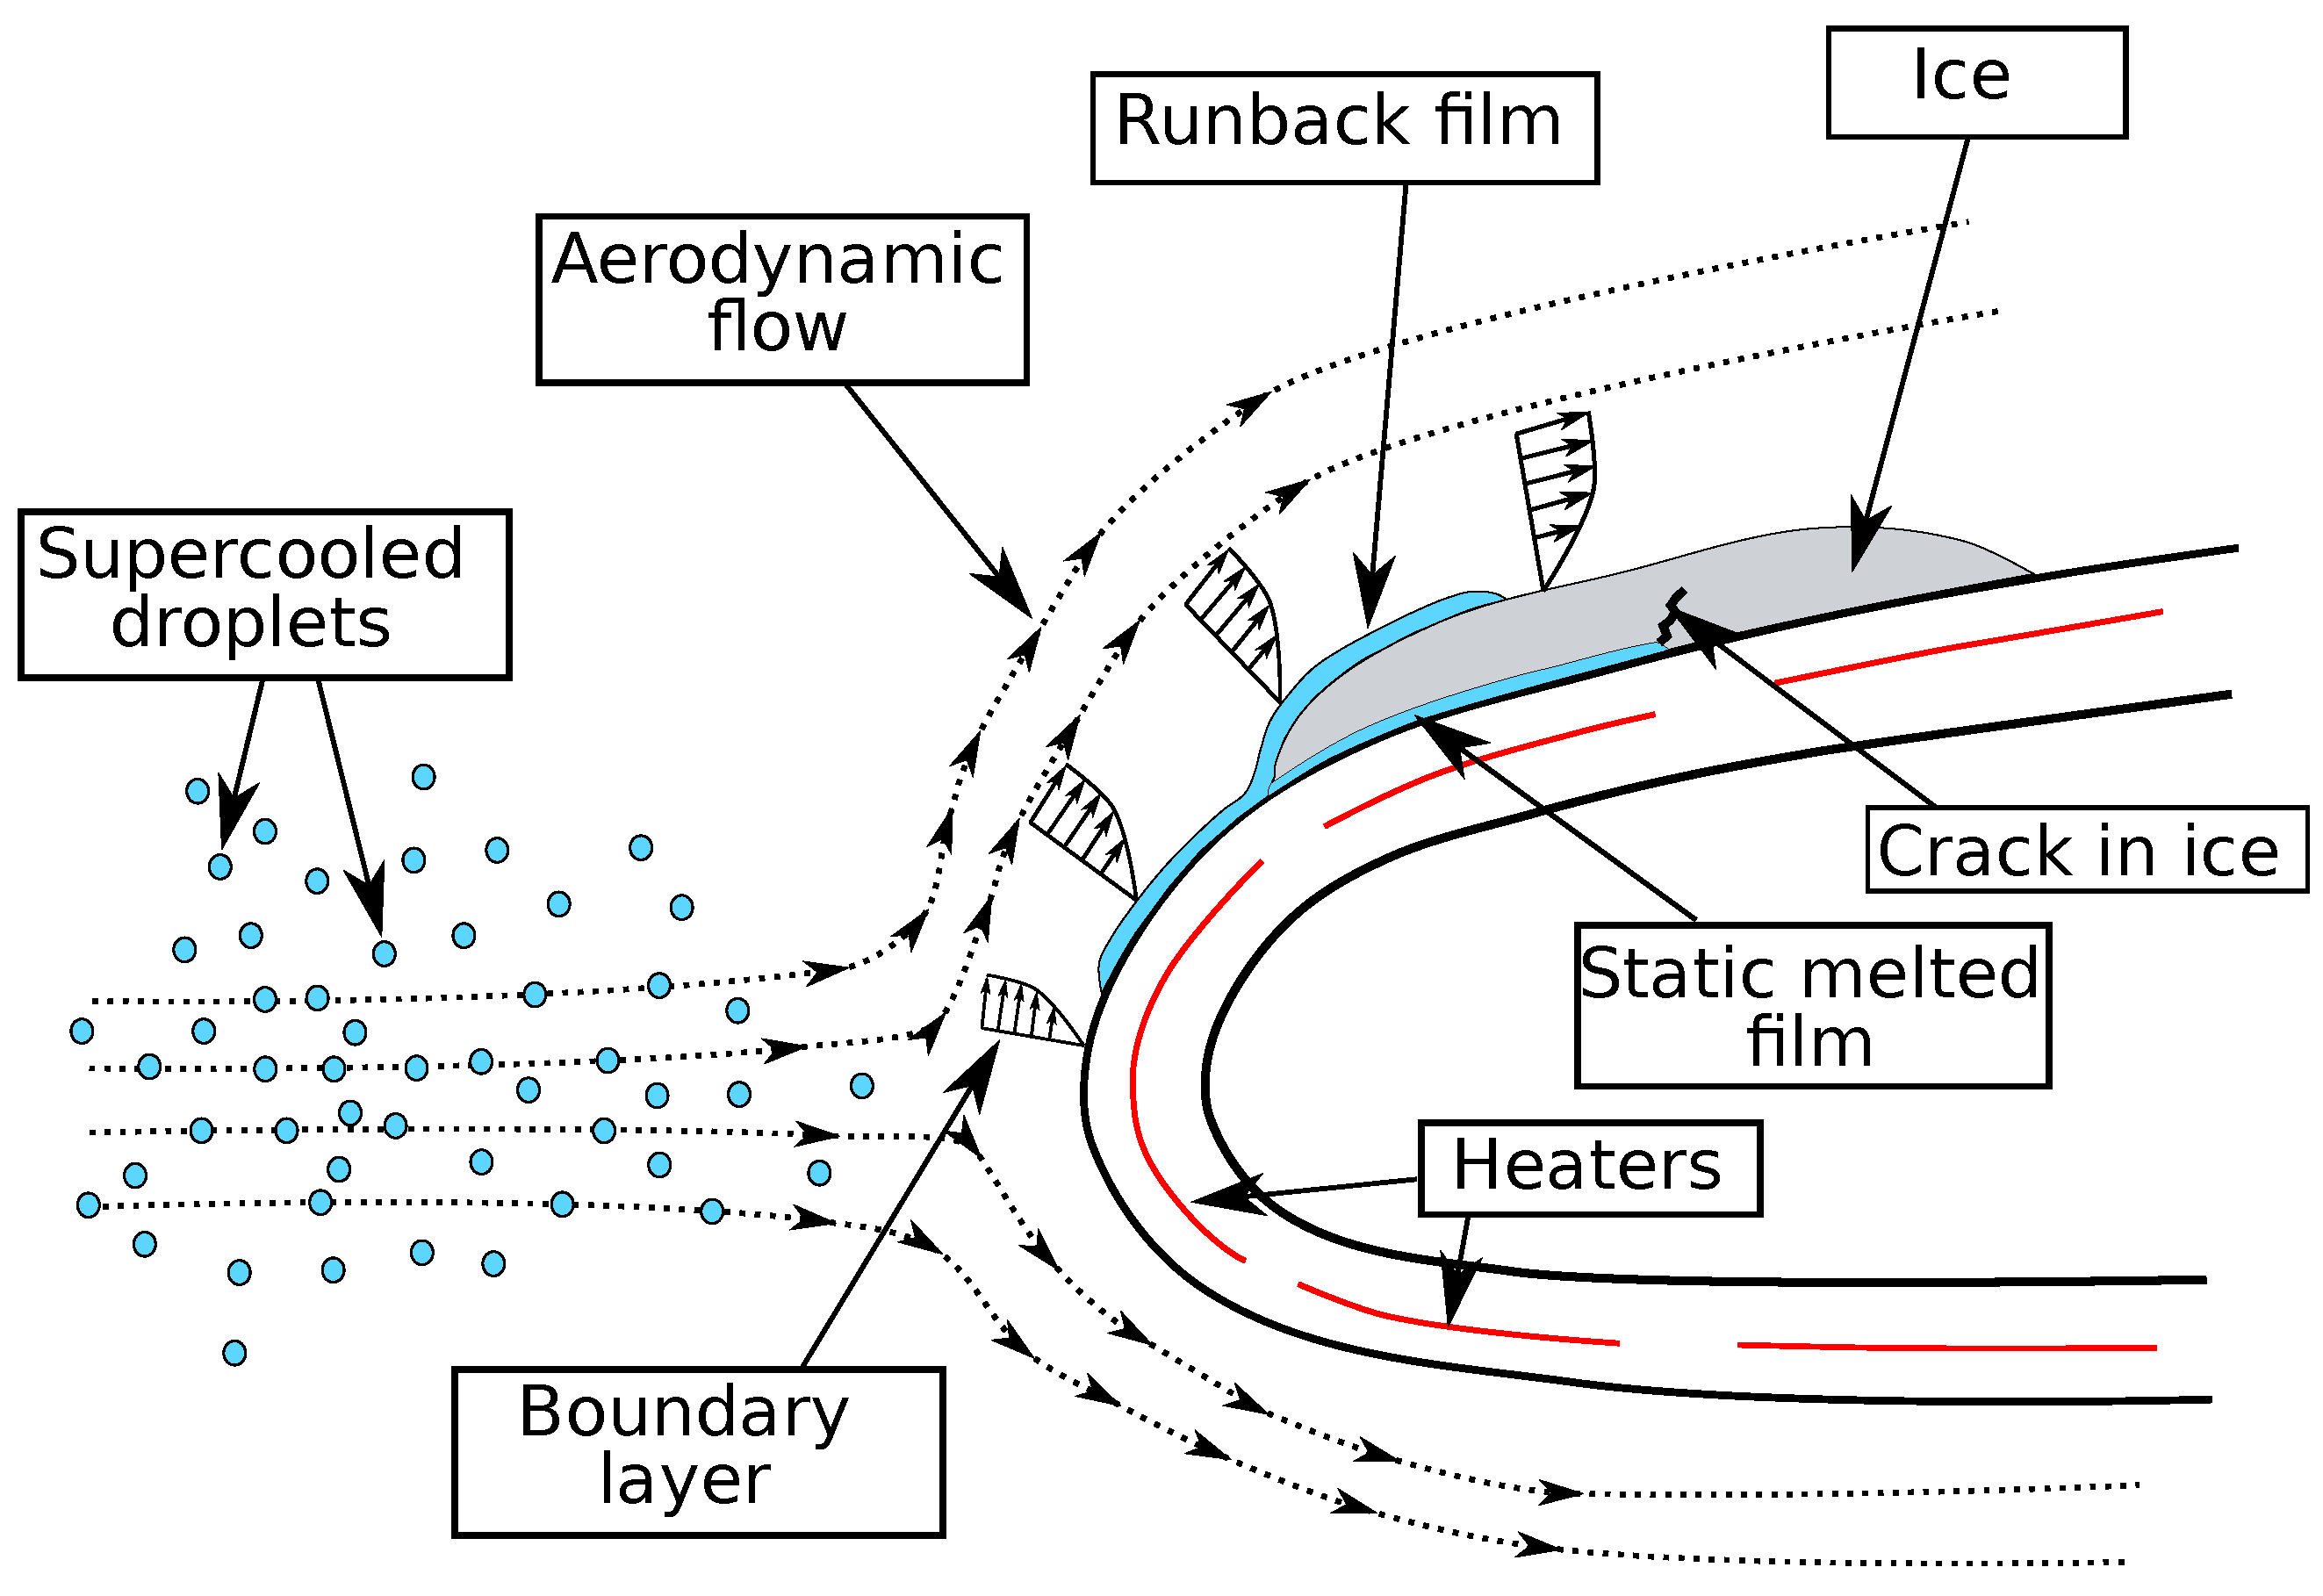 Ice
Runback film
Aerodynamic
flow
Supercooled
droplets
Crack in ice
Static melted
film
Heaters
Boundary
layer